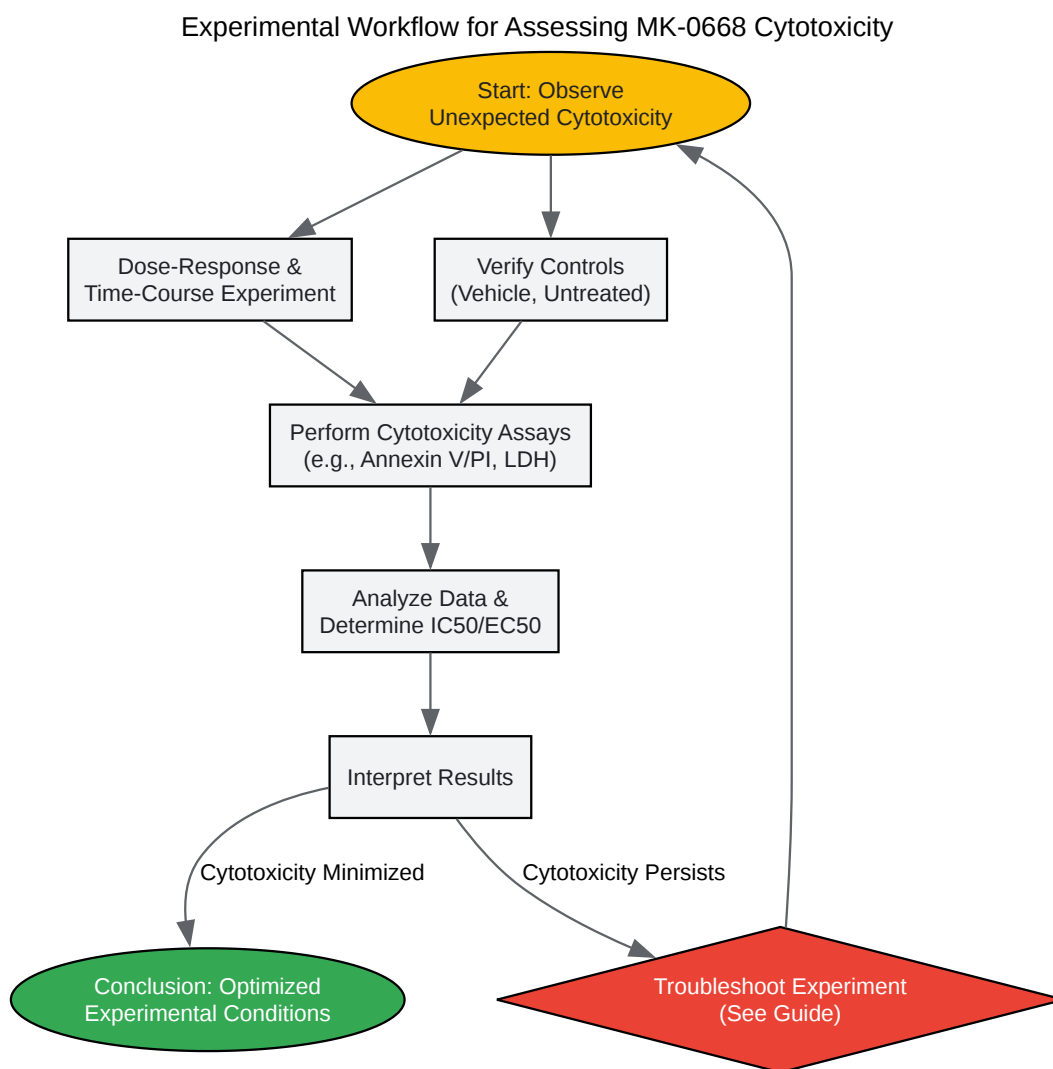 Experimental Workflow for Assessing MK-0668 Cytotoxicity
Start: Observe
Unexpected Cytotoxicity
Dose-Response &
Time-Course Experiment
Verify Controls
(Vehicle, Untreated)
Perform Cytotoxicity Assays
(e.g., Annexin V/PI, LDH)
Analyze Data &
Determine IC50/EC50
Interpret Results
Cytotoxicity Minimized
Cytotoxicity Persists
Conclusion: Optimized
Experimental Conditions
Troubleshoot Experiment
(See Guide)